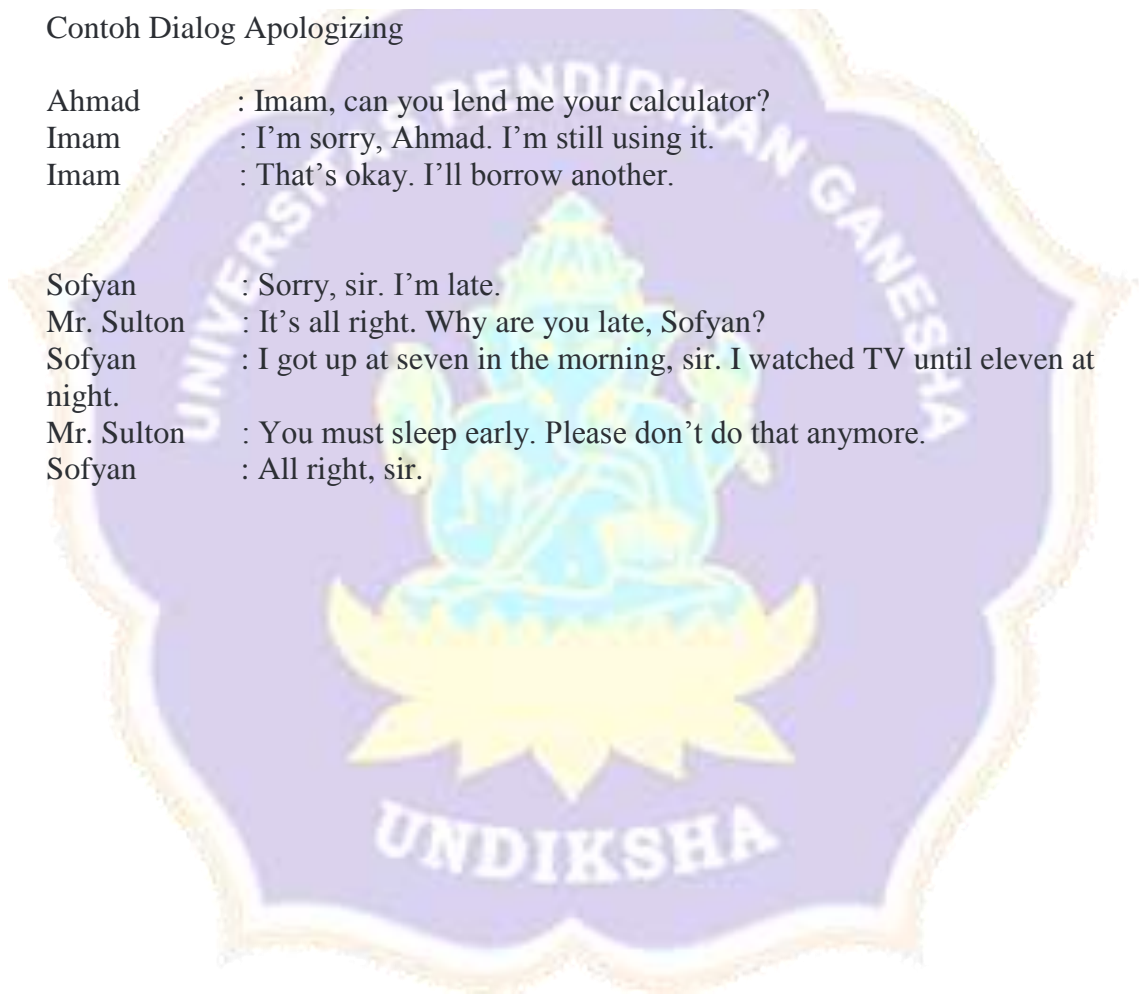 Contoh Dialog Apologizing
Ahmad : Imam, can you lend me your calculator?
Imam : I’m sorry, Ahmad. I’m still using it.
Imam : That’s okay. I’ll borrow another.
Sofyan : Sorry, sir. I’m late.
Mr. Sulton : It’s all right. Why are you late, Sofyan?
Sofyan : I got up at seven in the morning, sir. I watched TV until eleven at
night.
Mr. Sulton : You must sleep early. Please don’t do that anymore.
Sofyan : All right, sir.
UNIVERSITAS PENDIDIKAN GANESHA
UNDIKSHA